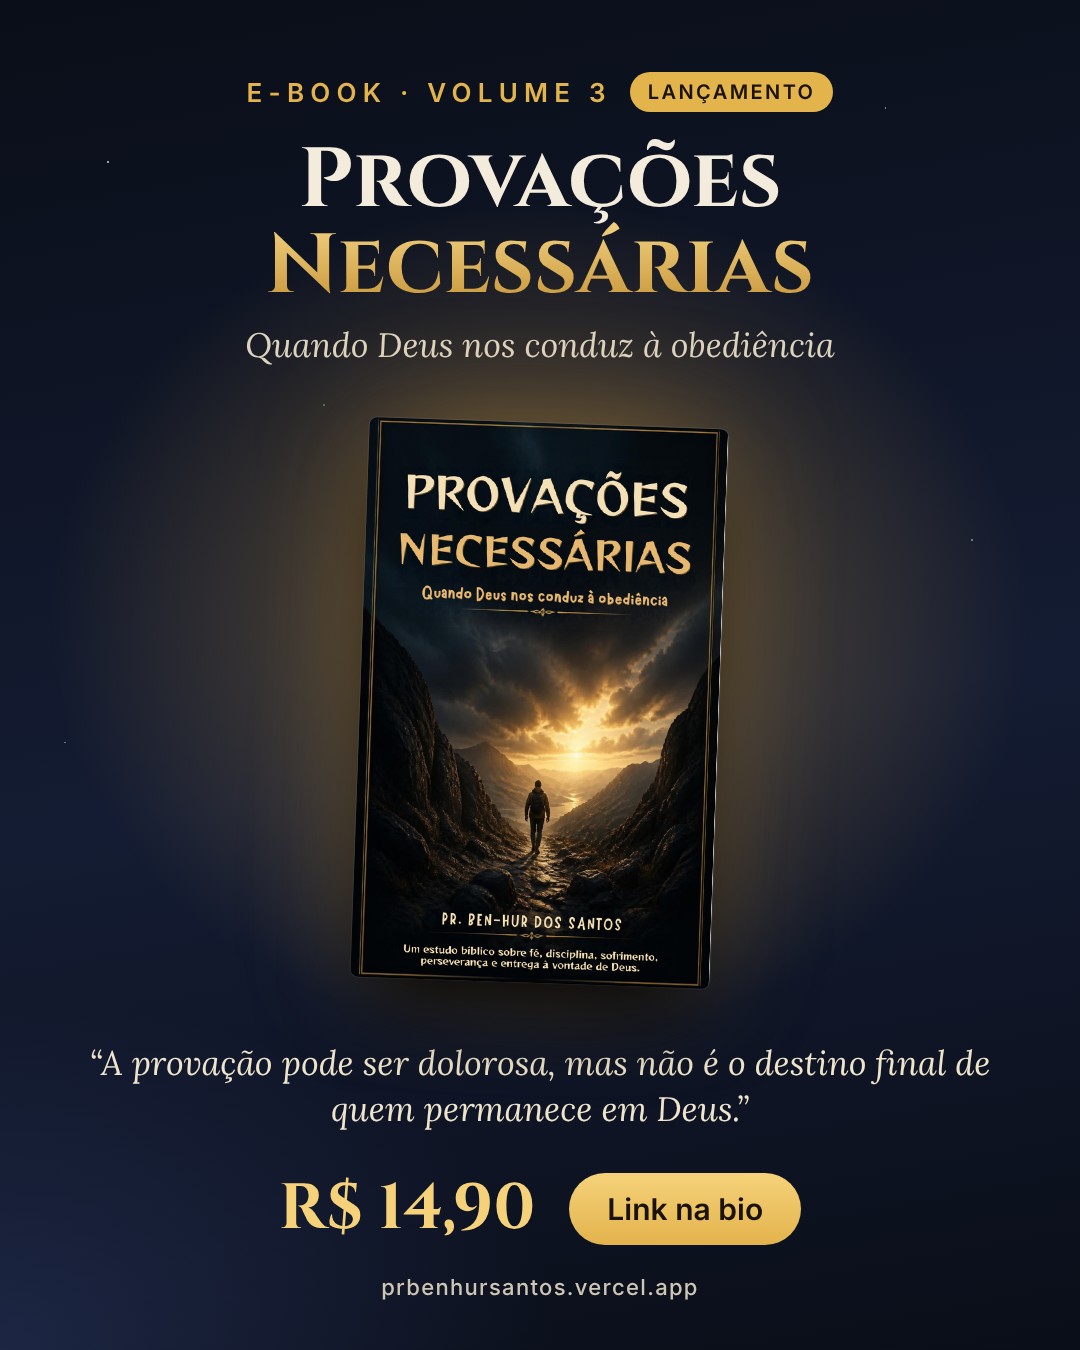 E-BOOK · VOLUME 3 LANÇAMENTO
PROVAÇÕES
NECESSÁRIAS
Quando Deus nos conduz à obediência
PROVAÇÕES
NECESSÁRIAS
Quando Deus nos conduz à obediência
PR. BEN-HUR DOS SANTOS
Um estudo bíblico sobre fé, disciplina, sofrimento,
perseverança e entrega à vontade de Deus.
“A provação pode ser dolorosa, mas não é o destino final de
quem permanece em Deus.”
R$ 14,90 Link na bio
prbenhursantos.vercel.app